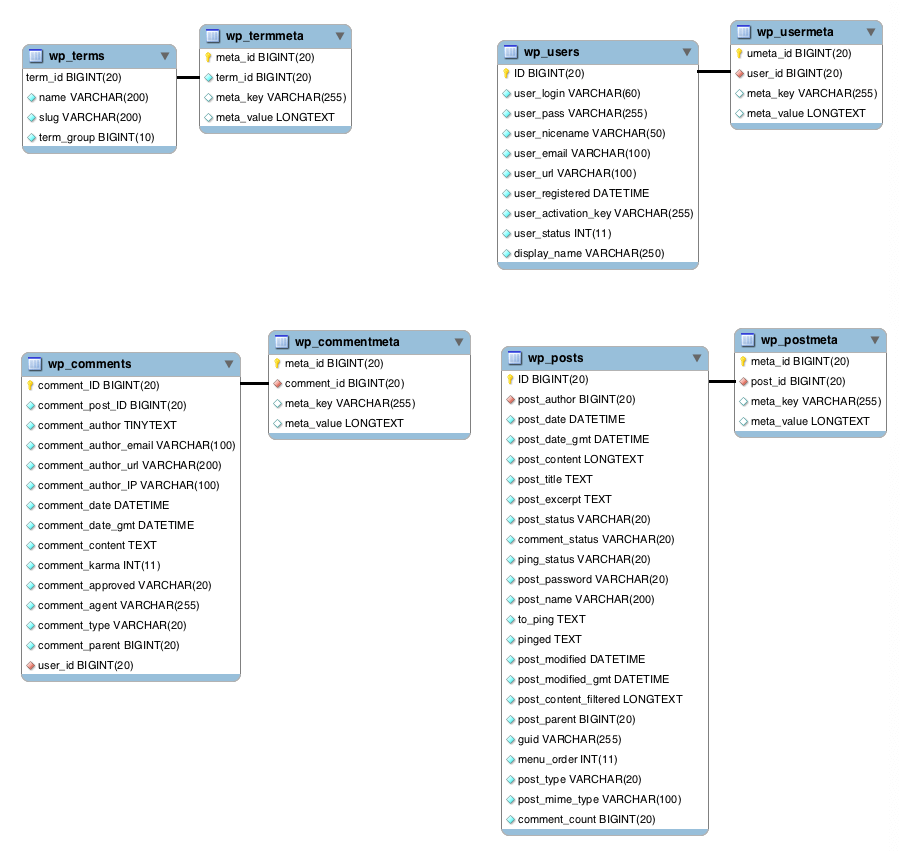 wp_terms
term_id BIGINT(20)
name VARCHAR(200)
slug VARCHAR(200)
term_group BIGINT(10)
wp_termmeta
meta_id BIGINT(20)
term_id BIGINT(20)
meta_key VARCHAR(255)
meta_value LONGTEXT
wp_users
ID BIGINT(20)
user_login VARCHAR(60)
user_pass VARCHAR(255)
user_nicename VARCHAR(50)
user_email VARCHAR(100)
user_url VARCHAR(100)
user_registered DATETIME
user_activation_key VARCHAR(255)
user_status INT(11)
display_name VARCHAR(250)
wp_usermeta
umeta_id BIGINT(20)
user_id BIGINT(20)
meta_key VARCHAR(255)
meta_value LONGTEXT
wp_comments
comment_ID BIGINT(20)
comment_post_ID BIGINT(20)
comment_author TINYTEXT
comment_author_email VARCHAR(100)
comment_author_url VARCHAR(200)
comment_author_IP VARCHAR(100)
comment_date DATETIME
comment_date_gmt DATETIME
comment_content TEXT
comment_karma INT(11)
comment_approved VARCHAR(20)
comment_agent VARCHAR(255)
comment_type VARCHAR(20)
comment_parent BIGINT(20)
user_id BIGINT(20)
wp_commentmeta
meta_id BIGINT(20)
comment_id BIGINT(20)
meta_key VARCHAR(255)
meta_value LONGTEXT
wp_posts
ID BIGINT(20)
post_author BIGINT(20)
post_date DATETIME
post_date_gmt DATETIME
post_content LONGTEXT
post_title TEXT
post_excerpt TEXT
post_status VARCHAR(20)
comment_status VARCHAR(20)
ping_status VARCHAR(20)
post_password VARCHAR(20)
post_name VARCHAR(200)
to_ping TEXT
pinged TEXT
post_modified DATETIME
post_modified_gmt DATETIME
post_content_filtered LONGTEXT
post_parent BIGINT(20)
guid VARCHAR(255)
menu_order INT(11)
post_type VARCHAR(20)
post_mime_type VARCHAR(100)
comment_count BIGINT(20)
wp_postmeta
meta_id BIGINT(20)
post_id BIGINT(20)
meta_key VARCHAR(255)
meta_value LONGTEXT